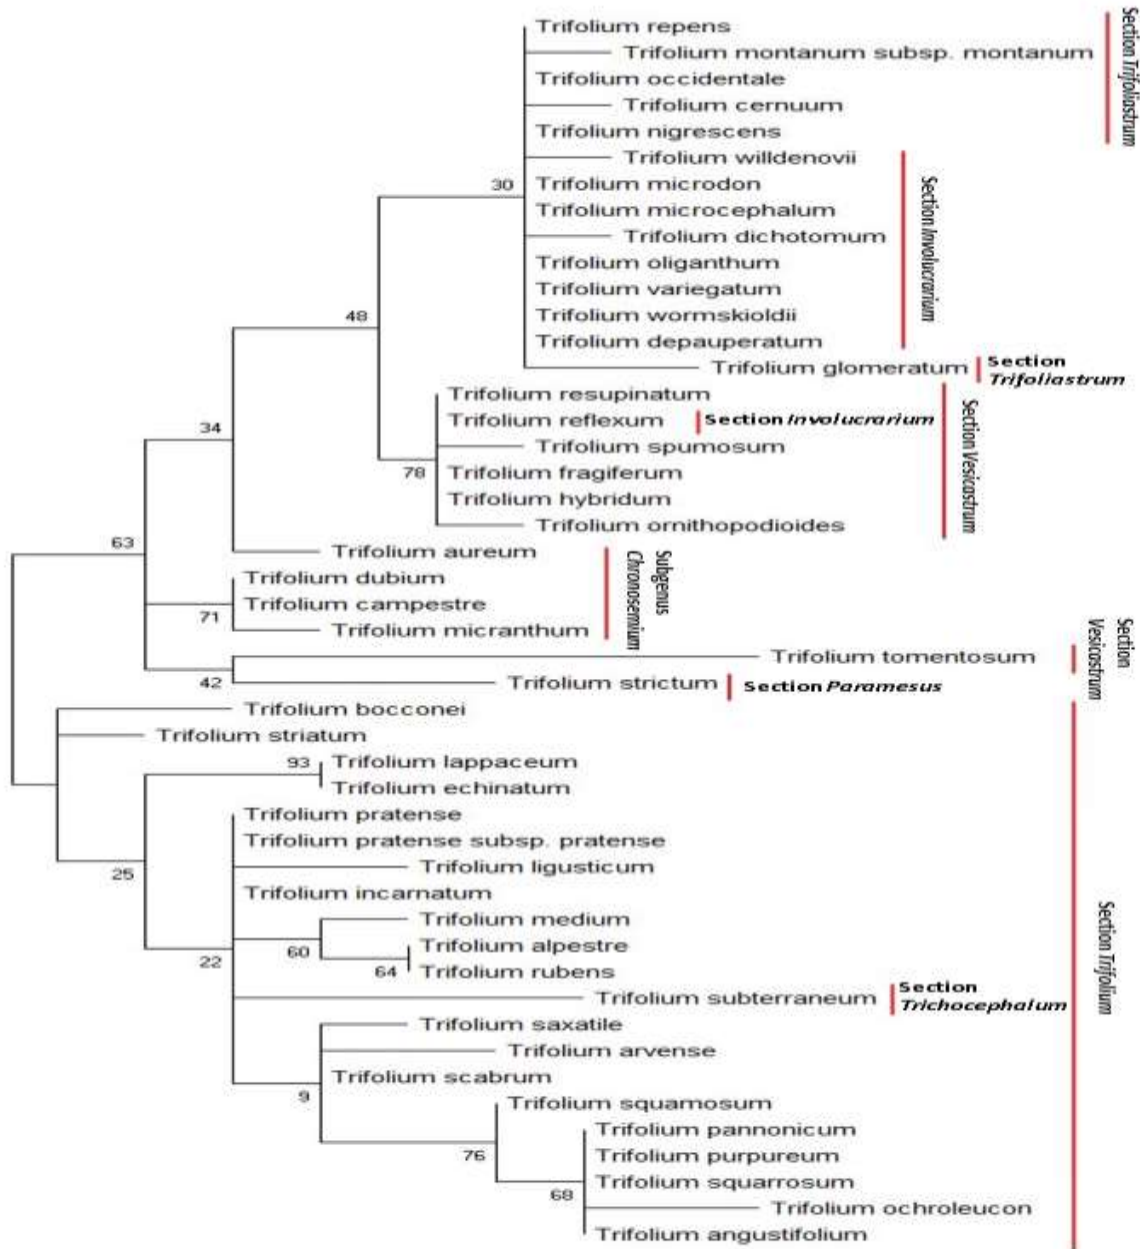 Trifolium repens
Trifolium montanum subsp. montanum
Trifolium occidentale
Trifolium cernuum
Trifolium nigrescens
Section Trifoliastrum
Trifolium willdenovii
30
Trifolium microdon
Trifolium microcephalum
Trifolium dichotomum
Trifolium oliganthum
Trifolium variegatum
Trifolium wormskioldii
Trifolium depauperatum
Section Involucrarium
48
Trifolium glomeratum
Section
Trifoliastrum
Trifolium resupinatum
Trifolium reflexum
Section Involucrarium
34
Trifolium spumosum
78
Trifolium fragiferum
Trifolium hybridum
Trifolium ornithopodioides
Section Vesicastrum
63
Trifolium aureum
Trifolium dubium
Trifolium campestre
71
Trifolium micranthum
Subgenus
Chronosemium
Trifolium tomentosum
Section
Vesicastrum
42
Trifolium strictum
Section Paramesus
Trifolium bocconei
Trifolium striatum
93
Trifolium lappaceum
Trifolium echinatum
Trifolium pratense
Trifolium pratense subsp. pratense
25
Trifolium ligusticum
Trifolium incarnatum
Trifolium medium
60
Trifolium alpestre
22
64
Trifolium rubens
Trifolium subterraneum
Section
Trichocephalum
Section Trifolium
Trifolium saxatile
Trifolium arvense
Trifolium scabrum
9
Trifolium squamosum
Trifolium pannonicum
76
Trifolium purpureum
Trifolium squarrosum
68
Trifolium ochroleucon
Trifolium angustifolium